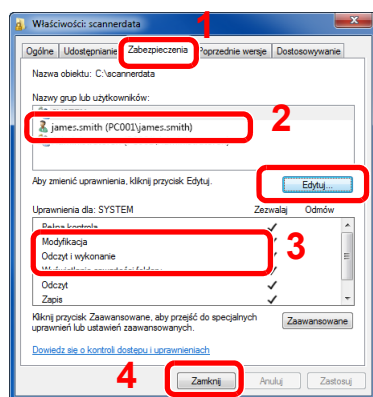 Właściwości: scannerdata
1
Ogólne Udostępnianie Zabezpieczenia Poprzednie wersje Dostosowywanie
Nazwa obiektu: C:\scannerdata
Nazwy grup lub użytkowników:
2
james.smith (PC001\james.smith)
Aby zmienić uprawnienia, kliknij przycisk Edytuj.
Edytuj...
Uprawnienia dla: SYSTEM Zezwalaj Odmów
Pełna kontrola
Modyfikacja
3
Odczyt i wykonanie
Wyświetlanie zawartości folderu
Odczyt
Zapis
Kliknij przycisk Zaawansowane, aby przejść do specjalnych
uprawnień lub ustawień zaawansowanych.
Zaawansowane
Dowiedz się o kontroli dostępu i uprawnieniach
4
Zamknij Anuluj Zastosuj